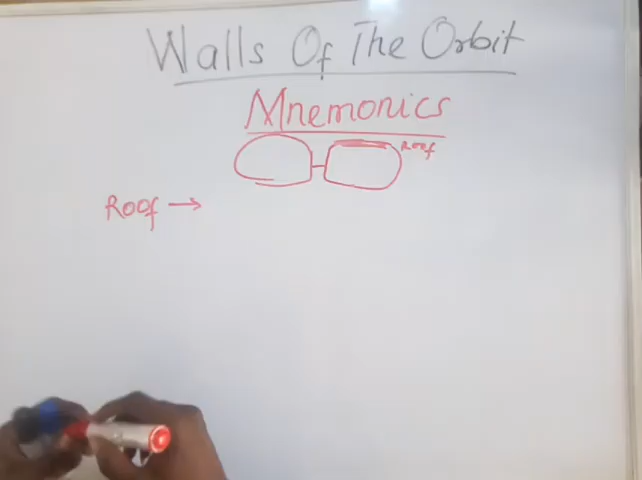 Walls Of The Orbit
Mnemonics
Roof
Roof →